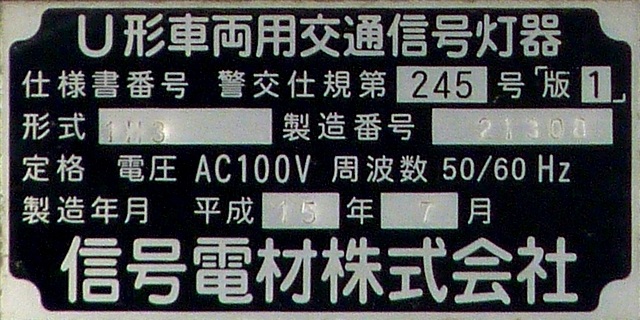 U形車両用交通信号灯器
仕様書番号 警交仕規第 245 号「版 1」
形式 1M3 製造番号 21308
定格 電圧 AC100V 周波数 50/60 Hz
製造年月 平成 15 年 7 月
信号電材株式会社